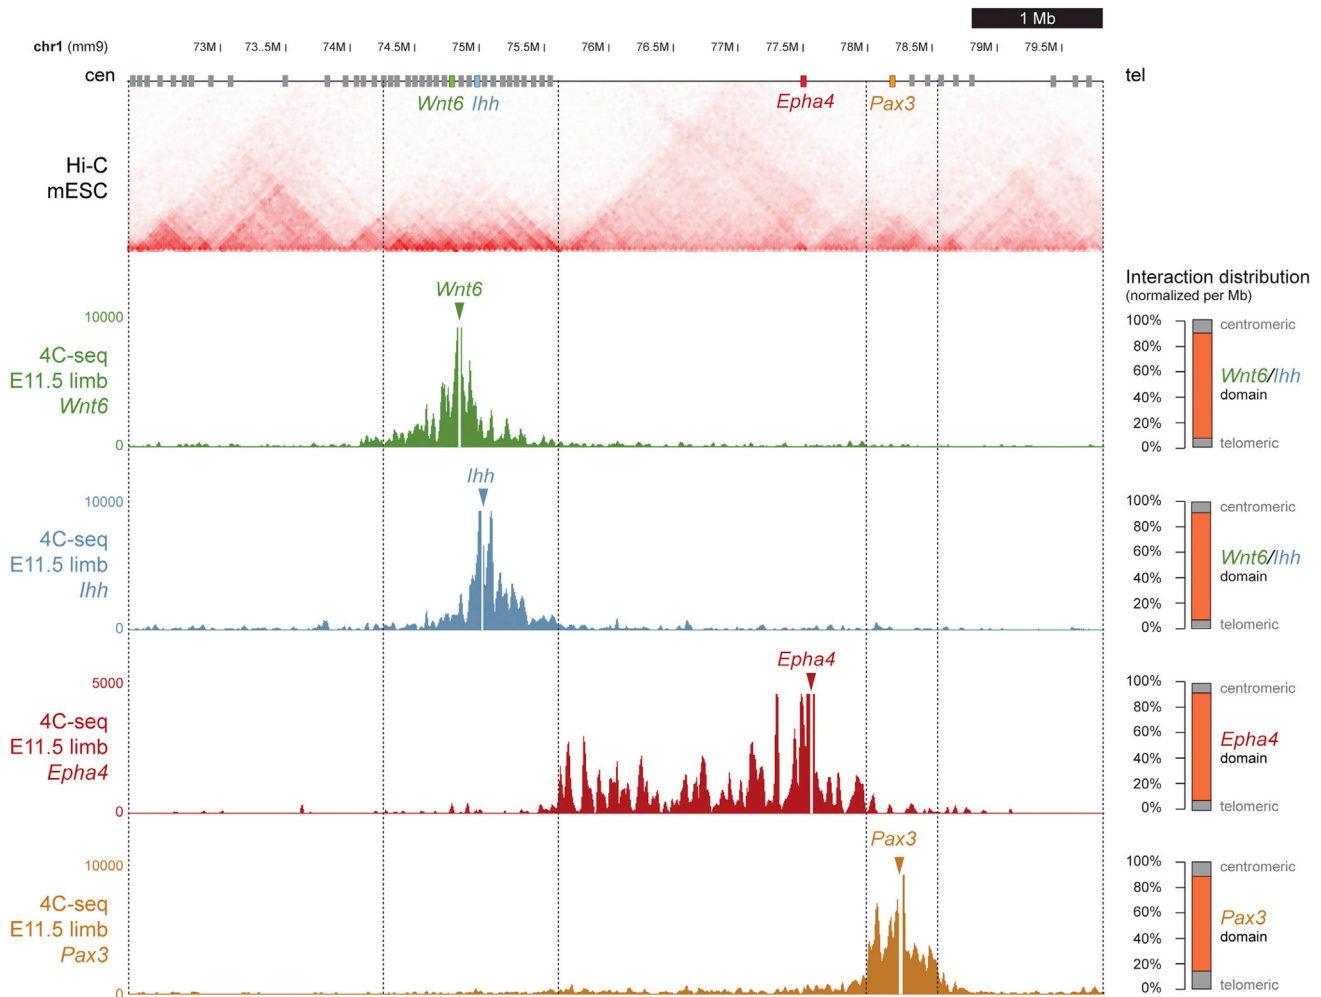 1 Mb
chr1 (mm9) 73M 73.5M 74M 74.5M 75M 75.5M 76M 76.5M 77M 77.5M 78M 78.5M 79M 79.5M
cen tel
Wnt6 Ihh Epha4 Pax3
Hi-C
mESC
Interaction distribution
(normalized per Mb)
Wnt6
10000
4C-seq
E11.5 limb
Wnt6
0
100%
80%
60%
40%
20%
0%
centromeric
Wnt6/Ihh
domain
telomeric
Ihh
10000
4C-seq
E11.5 limb
Ihh
0
100%
80%
60%
40%
20%
0%
centromeric
Wnt6/Ihh
domain
telomeric
Epha4
5000
4C-seq
E11.5 limb
Epha4
0
100%
80%
60%
40%
20%
0%
centromeric
Epha4
domain
telomeric
Pax3
10000
4C-seq
E11.5 limb
Pax3
0
100%
80%
60%
40%
20%
0%
centromeric
Pax3
domain
telomeric